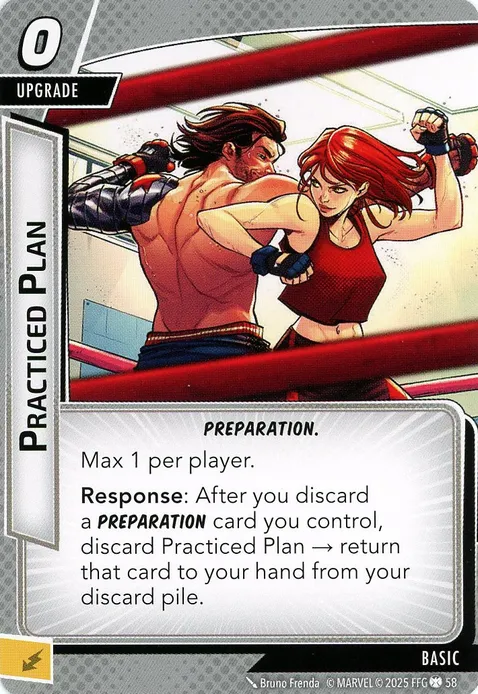 0
UPGRADE
PRACTICED PLAN
PREPARATION.
Max 1 per player.
Response: After you discard
a PREPARATION card you control,
discard Practiced Plan → return
that card to your hand from your
discard pile.
BASIC
Bruno Frenda © MARVEL © 2025 FFG 58